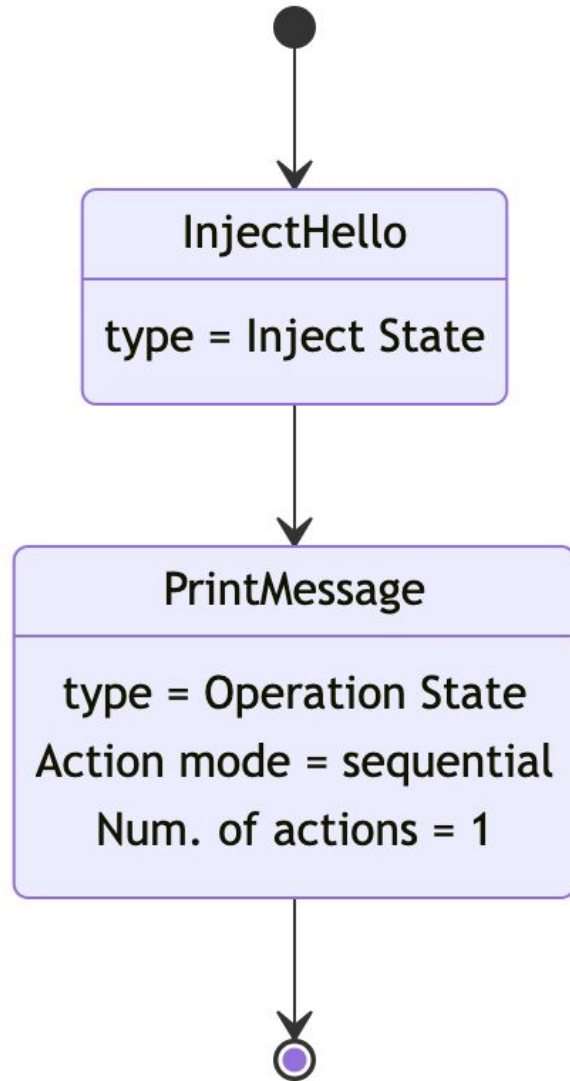 InjectHello
type = Inject State
PrintMessage
type = Operation State
Action mode = sequential
Num. of actions = 1